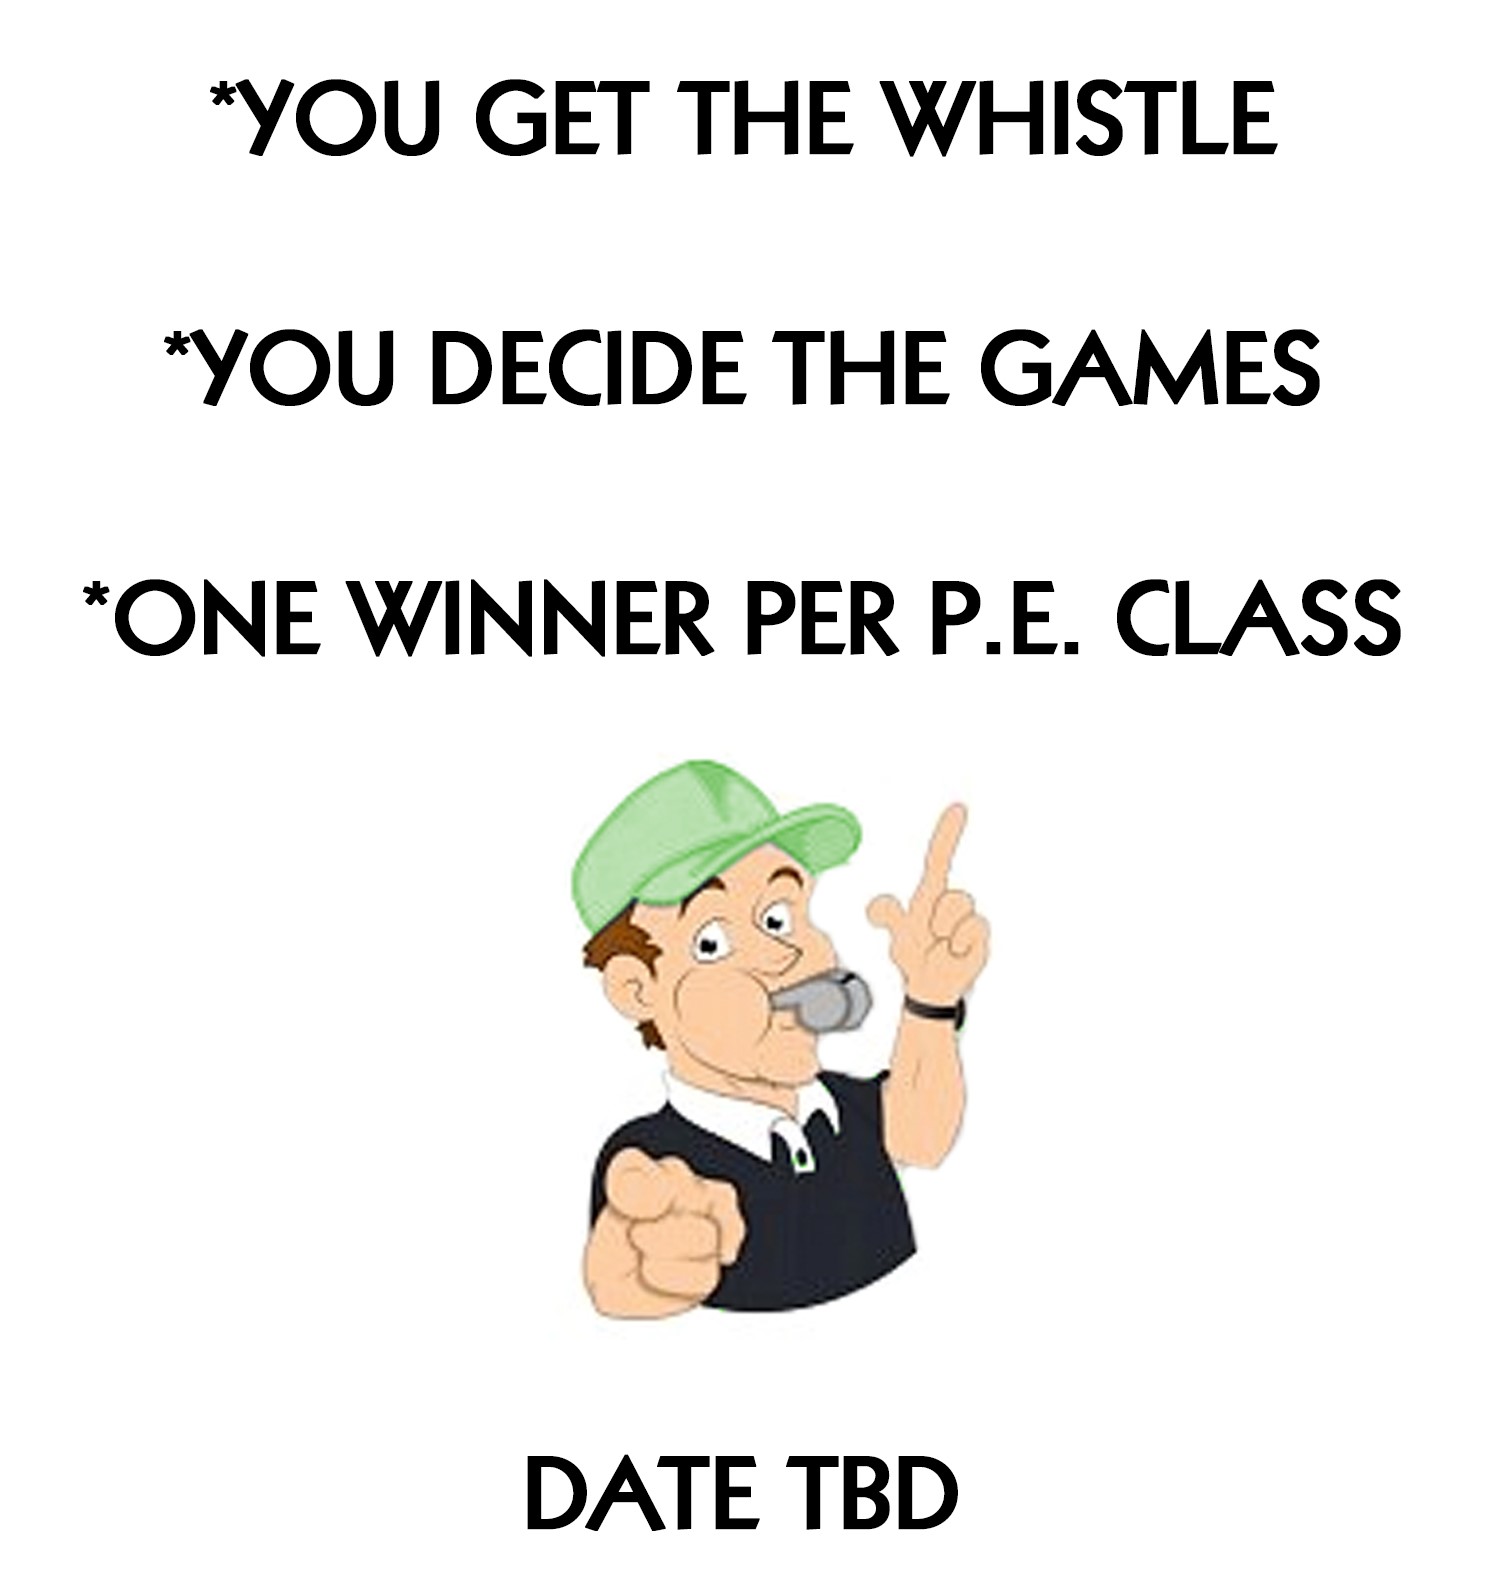 *YOU GET THE WHISTLE
*YOU DECIDE THE GAMES
*ONE WINNER PER P.E. CLASS
DATE TBD